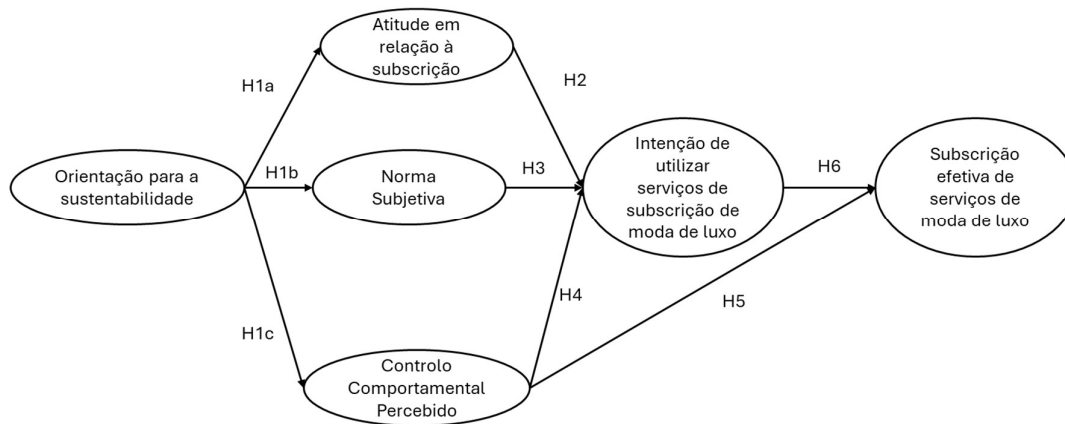 Atitude em
relação à
subscrição
H1a
H2
Orientação para a
sustentabilidade
H1b
Norma
Subjetiva
H3
Intenção de
utilizar
serviços de
subscrição de
moda de luxo
H6
Subscrição
efetiva de
serviços de
moda de luxo
H1c
H4
H5
Controlo
Comportamental
Percebido